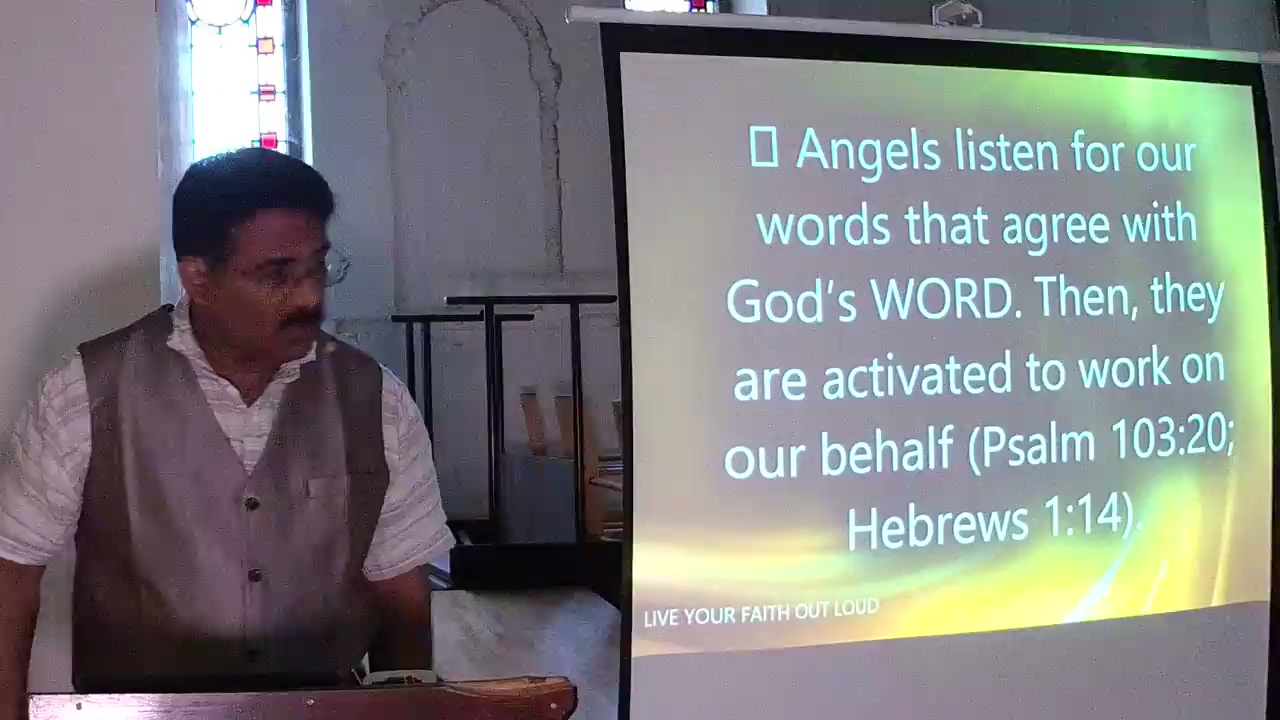 ▯ Angels listen for our
words that agree with
God's WORD. Then, they
are activated to work on
our behalf (Psalm 103:20;
Hebrews 1:14).
LIVE YOUR FAITH OUT LOUD